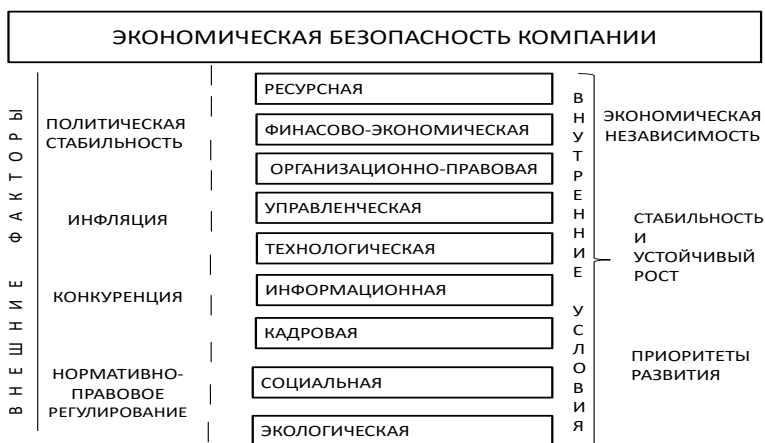 ЭКОНОМИЧЕСКАЯ БЕЗОПАСНОСТЬ КОМПАНИИ
ВНЕШНИЕ ФАКТОРЫ
ПОЛИТИЧЕСКАЯ
СТАБИЛЬНОСТЬ
ИНФЛЯЦИЯ
КОНКУРЕНЦИЯ
НОРМАТИВНО-
ПРАВОВОЕ
РЕГУЛИРОВАНИЕ
РЕСУРСНАЯ
ФИНАСОВО-ЭКОНОМИЧЕСКАЯ
ОРГАНИЗАЦИОННО-ПРАВОВАЯ
УПРАВЛЕНЧЕСКАЯ
ТЕХНОЛОГИЧЕСКАЯ
ИНФОРМАЦИОННАЯ
КАДРОВАЯ
СОЦИАЛЬНАЯ
ЭКОЛОГИЧЕСКАЯ
ВНУТРЕННИЕ УСЛОВИЯ
ЭКОНОМИЧЕСКАЯ
НЕЗАВИСИМОСТЬ
СТАБИЛЬНОСТЬ
И
УСТОЙЧИВЫЙ
РОСТ
ПРИОРИТЕТЫ
РАЗВИТИЯ